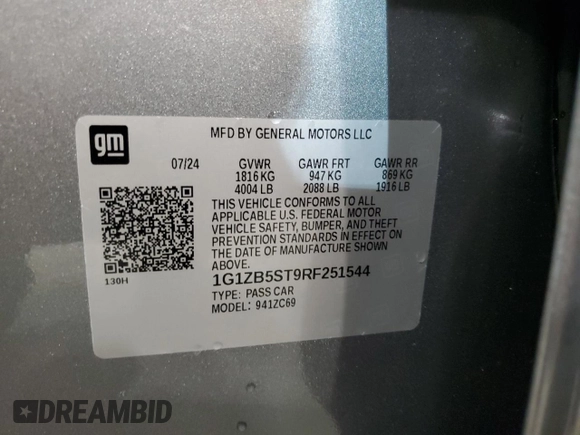 gm
MFD BY GENERAL MOTORS LLC
07/24 GVWR GAWR FRT GAWR RR
1816 KG 947 KG 869 KG
4004 LB 2088 LB 1916 LB
THIS VEHICLE CONFORMS TO ALL
APPLICABLE U.S. FEDERAL MOTOR
VEHICLE SAFETY, BUMPER, AND THEFT
PREVENTION STANDARDS IN EFFECT ON
THE DATE OF MANUFACTURE SHOWN
ABOVE.
130H
1G1ZB5ST9RF251544
TYPE: PASS CAR
MODEL: 941ZC69
DREAMBID